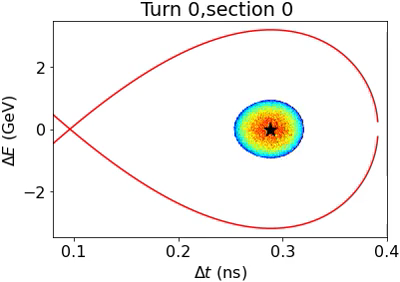 Turn 0,section 0
ΔE (GeV)
2
0
−2
0.1 0.2 0.3 0.4
Δt (ns)